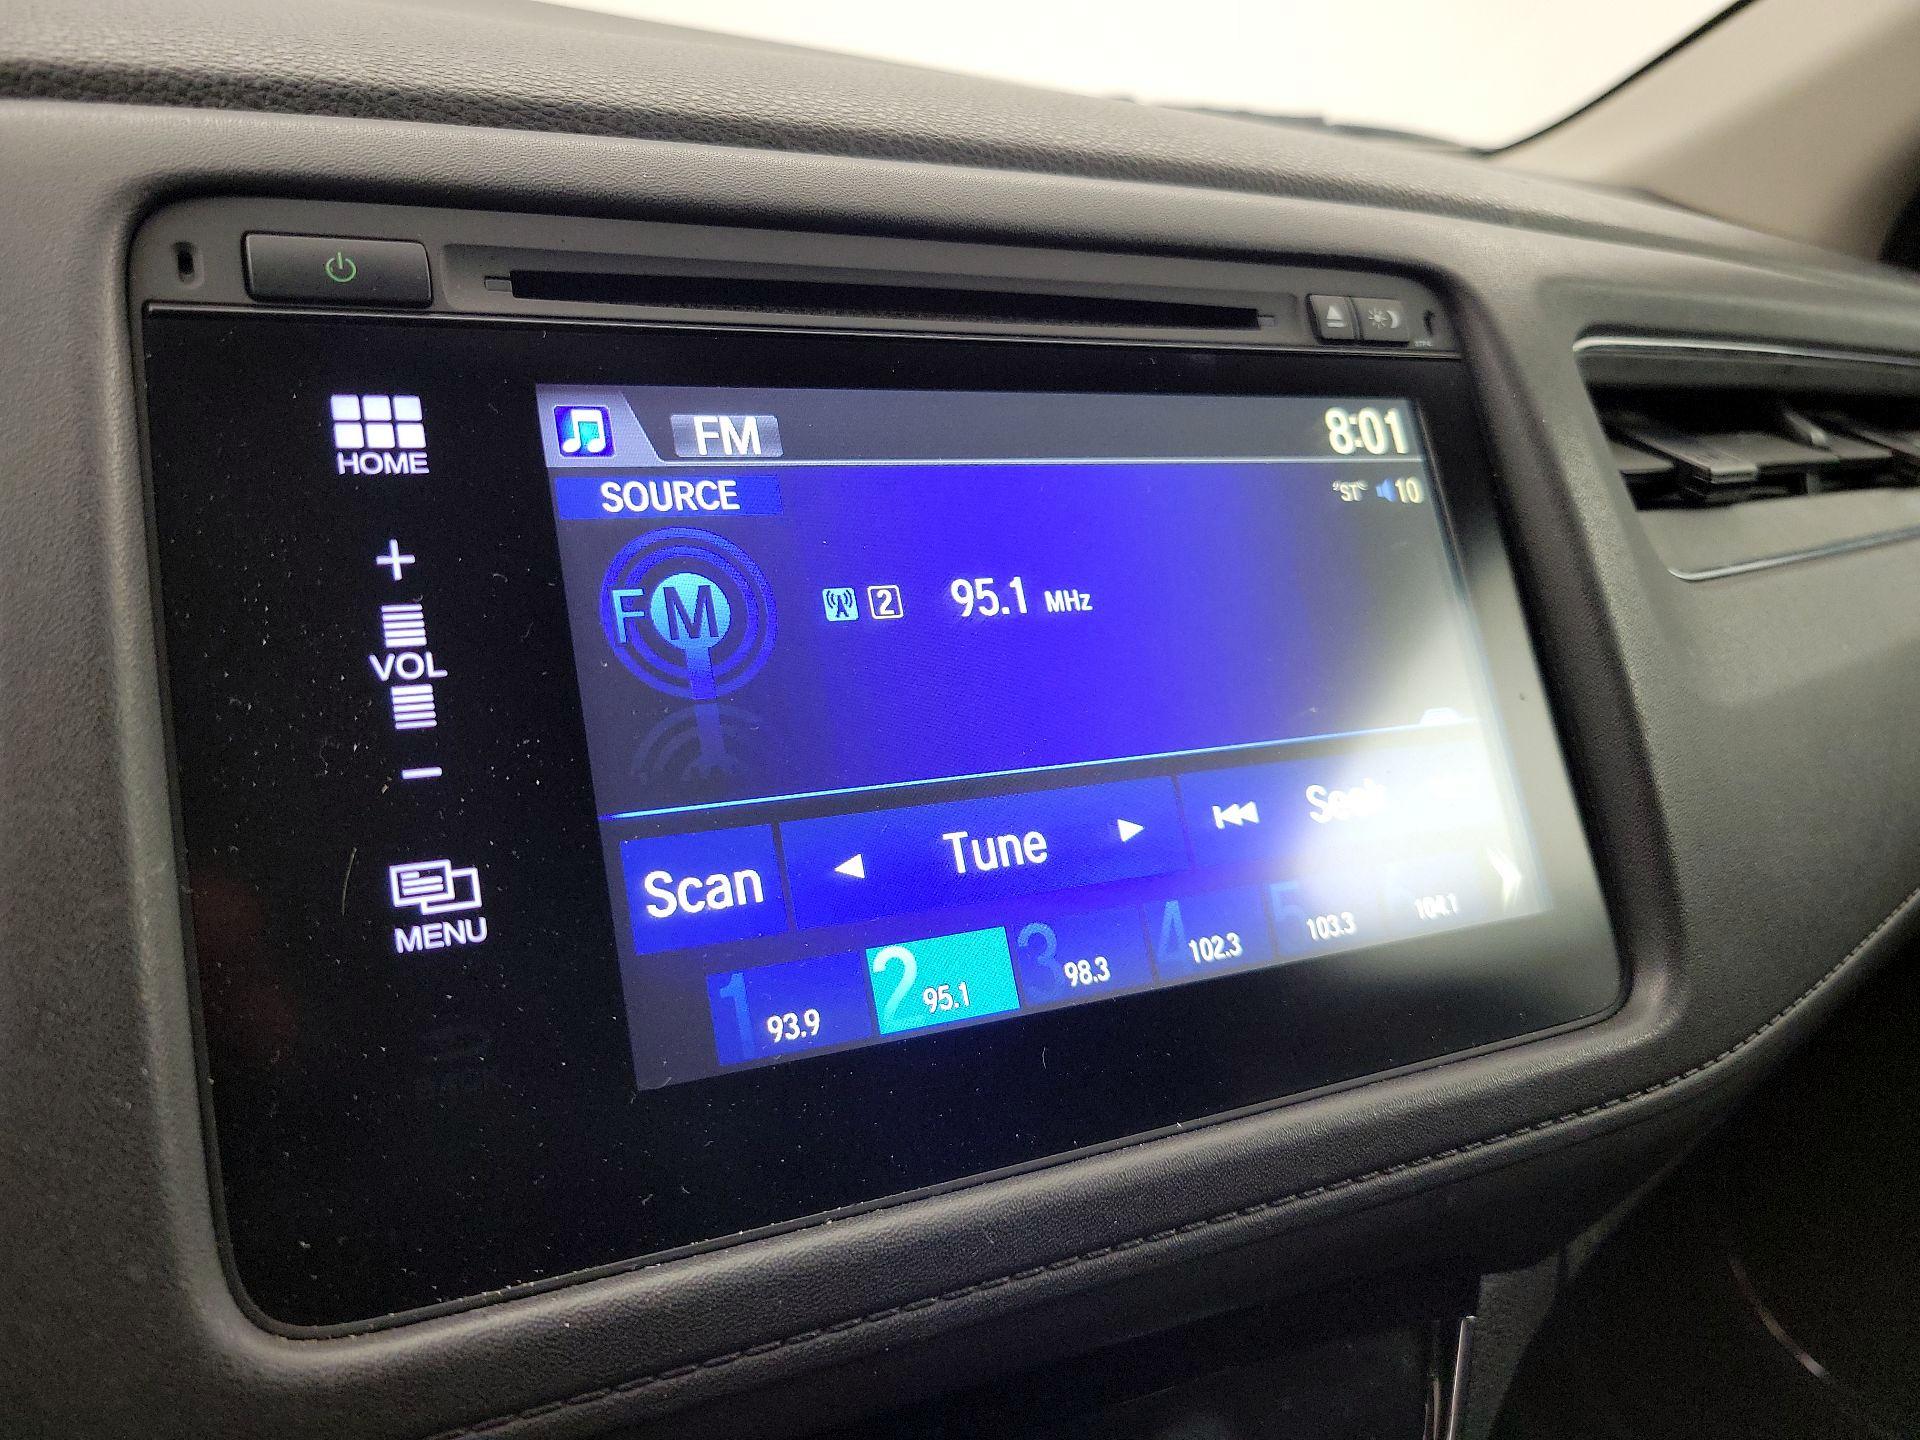 HOME
+
VOL
−
MENU
FM
8:01
SOURCE
"ST" 10
FM
2 95.1 MHz
Scan
Tune
Seek
1 93.9
2 95.1
3 98.3
4 102.3
5 103.3
104.1